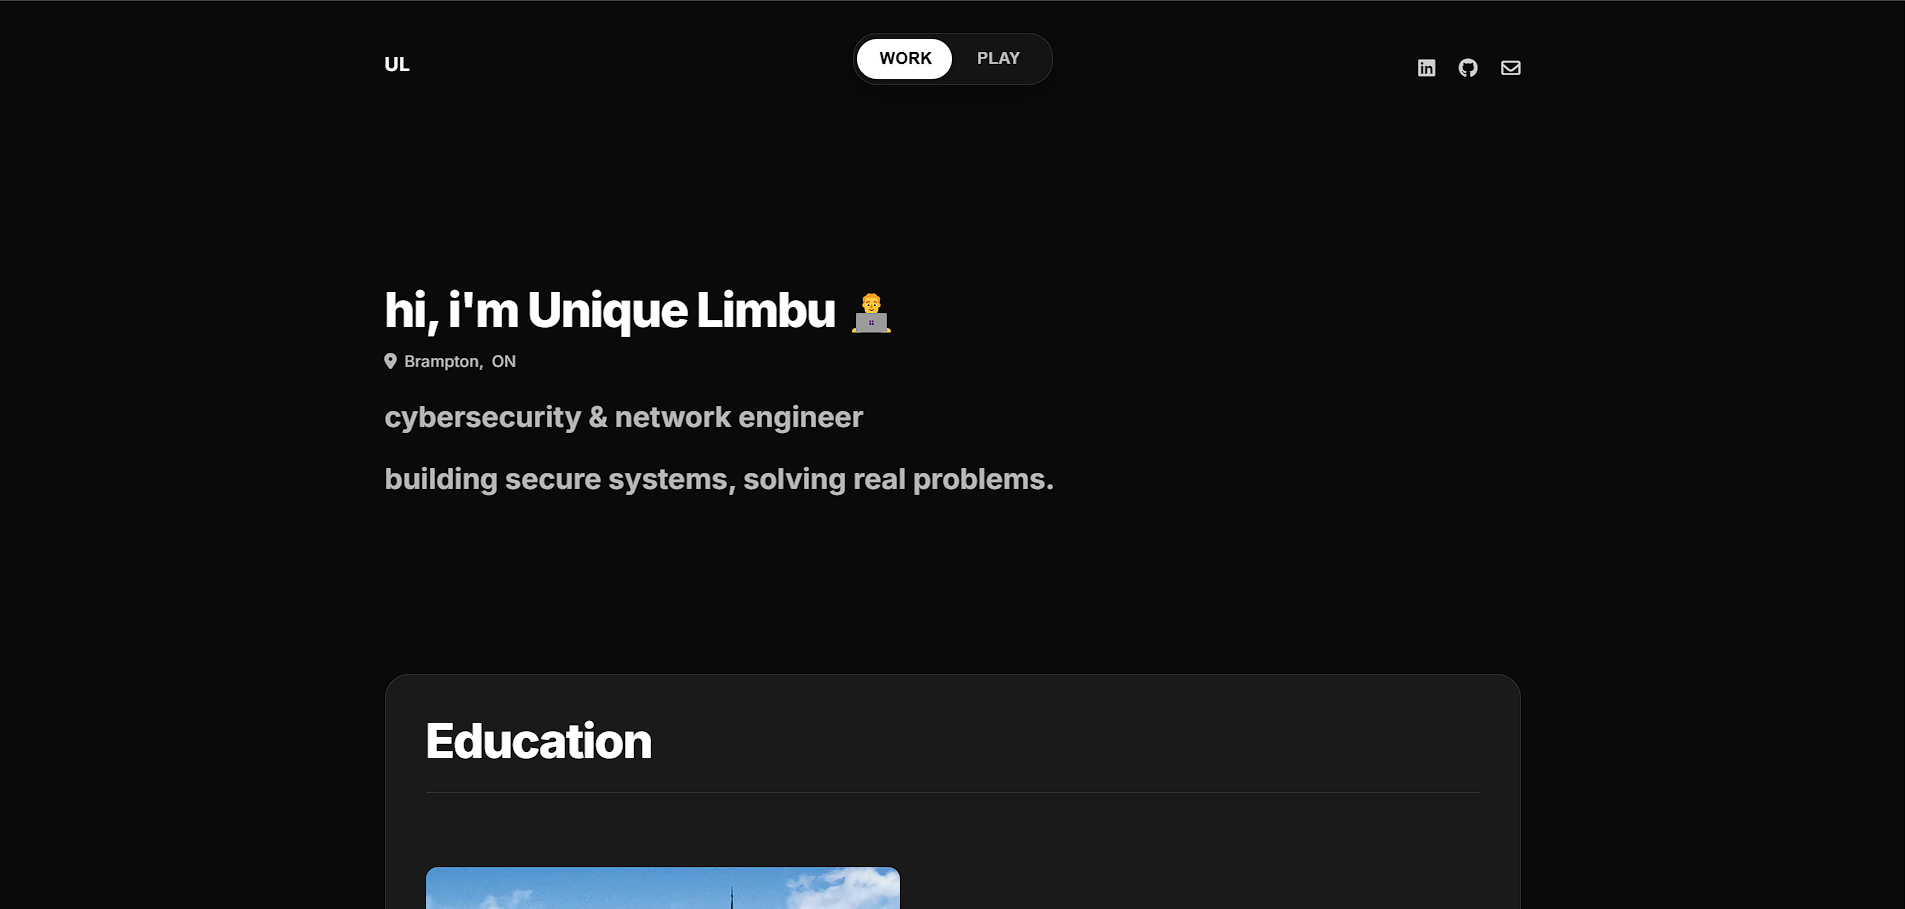 UL
WORK PLAY
hi, i'm Unique Limbu
Brampton, ON
cybersecurity & network engineer
building secure systems, solving real problems.
Education